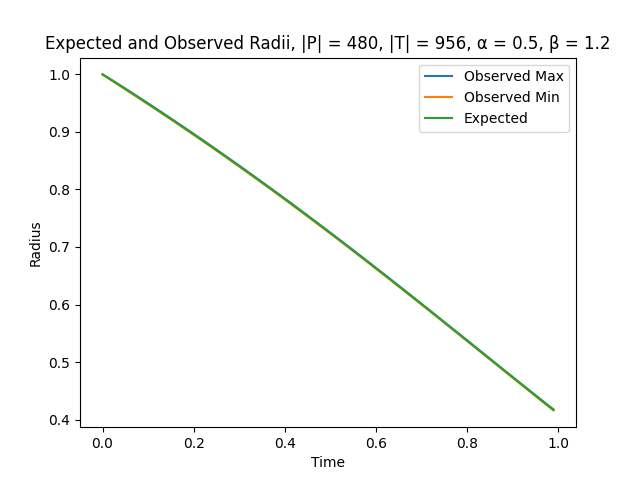 Expected and Observed Radii, |P| = 480, |T| = 956, α = 0.5, β = 1.2
Observed Max
Observed Min
Expected
1.0
0.9
0.8
0.7
0.6
0.5
0.4
Radius
0.0 0.2 0.4 0.6 0.8 1.0
Time